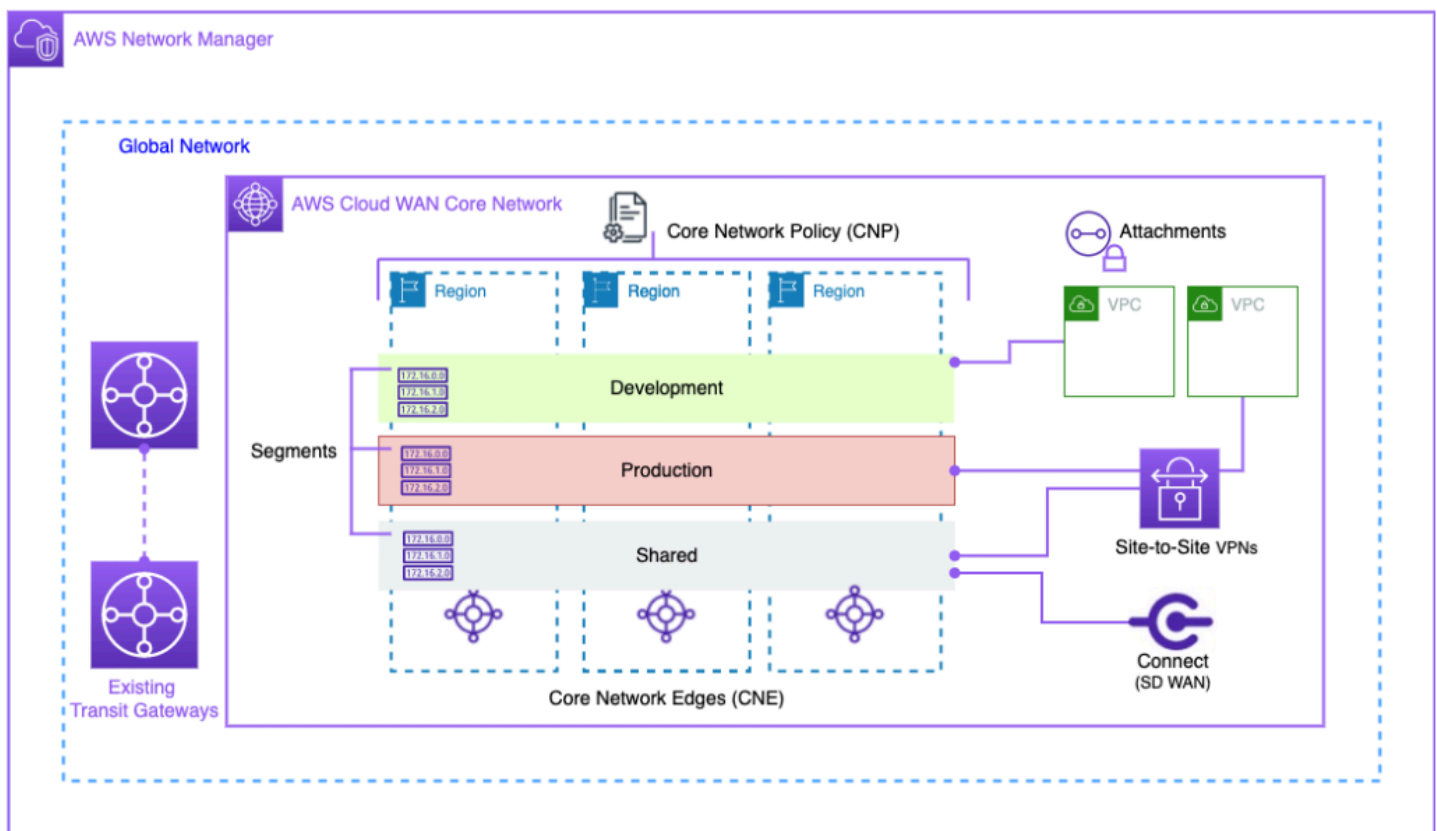 AWS Network Manager
Global Network
AWS Cloud WAN Core Network
Core Network Policy (CNP)
Attachments
Region
Region
Region
VPC
VPC
172.16.0.0
172.16.1.0
172.16.2.0
Development
Segments
172.16.0.0
172.16.1.0
172.16.2.0
Production
172.16.0.0
172.16.1.0
172.16.2.0
Shared
Site-to-Site VPNs
Connect
(SD WAN)
Existing
Transit Gateways
Core Network Edges (CNE)